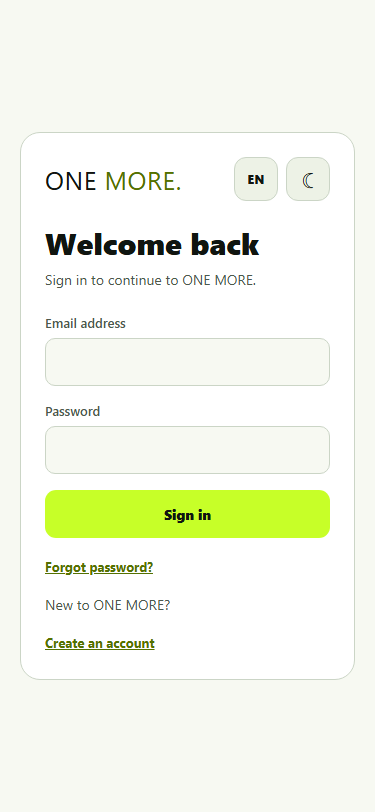 ONE MORE.
EN
Welcome back
Sign in to continue to ONE MORE.
Email address
Password
Sign in
Forgot password?
New to ONE MORE?
Create an account